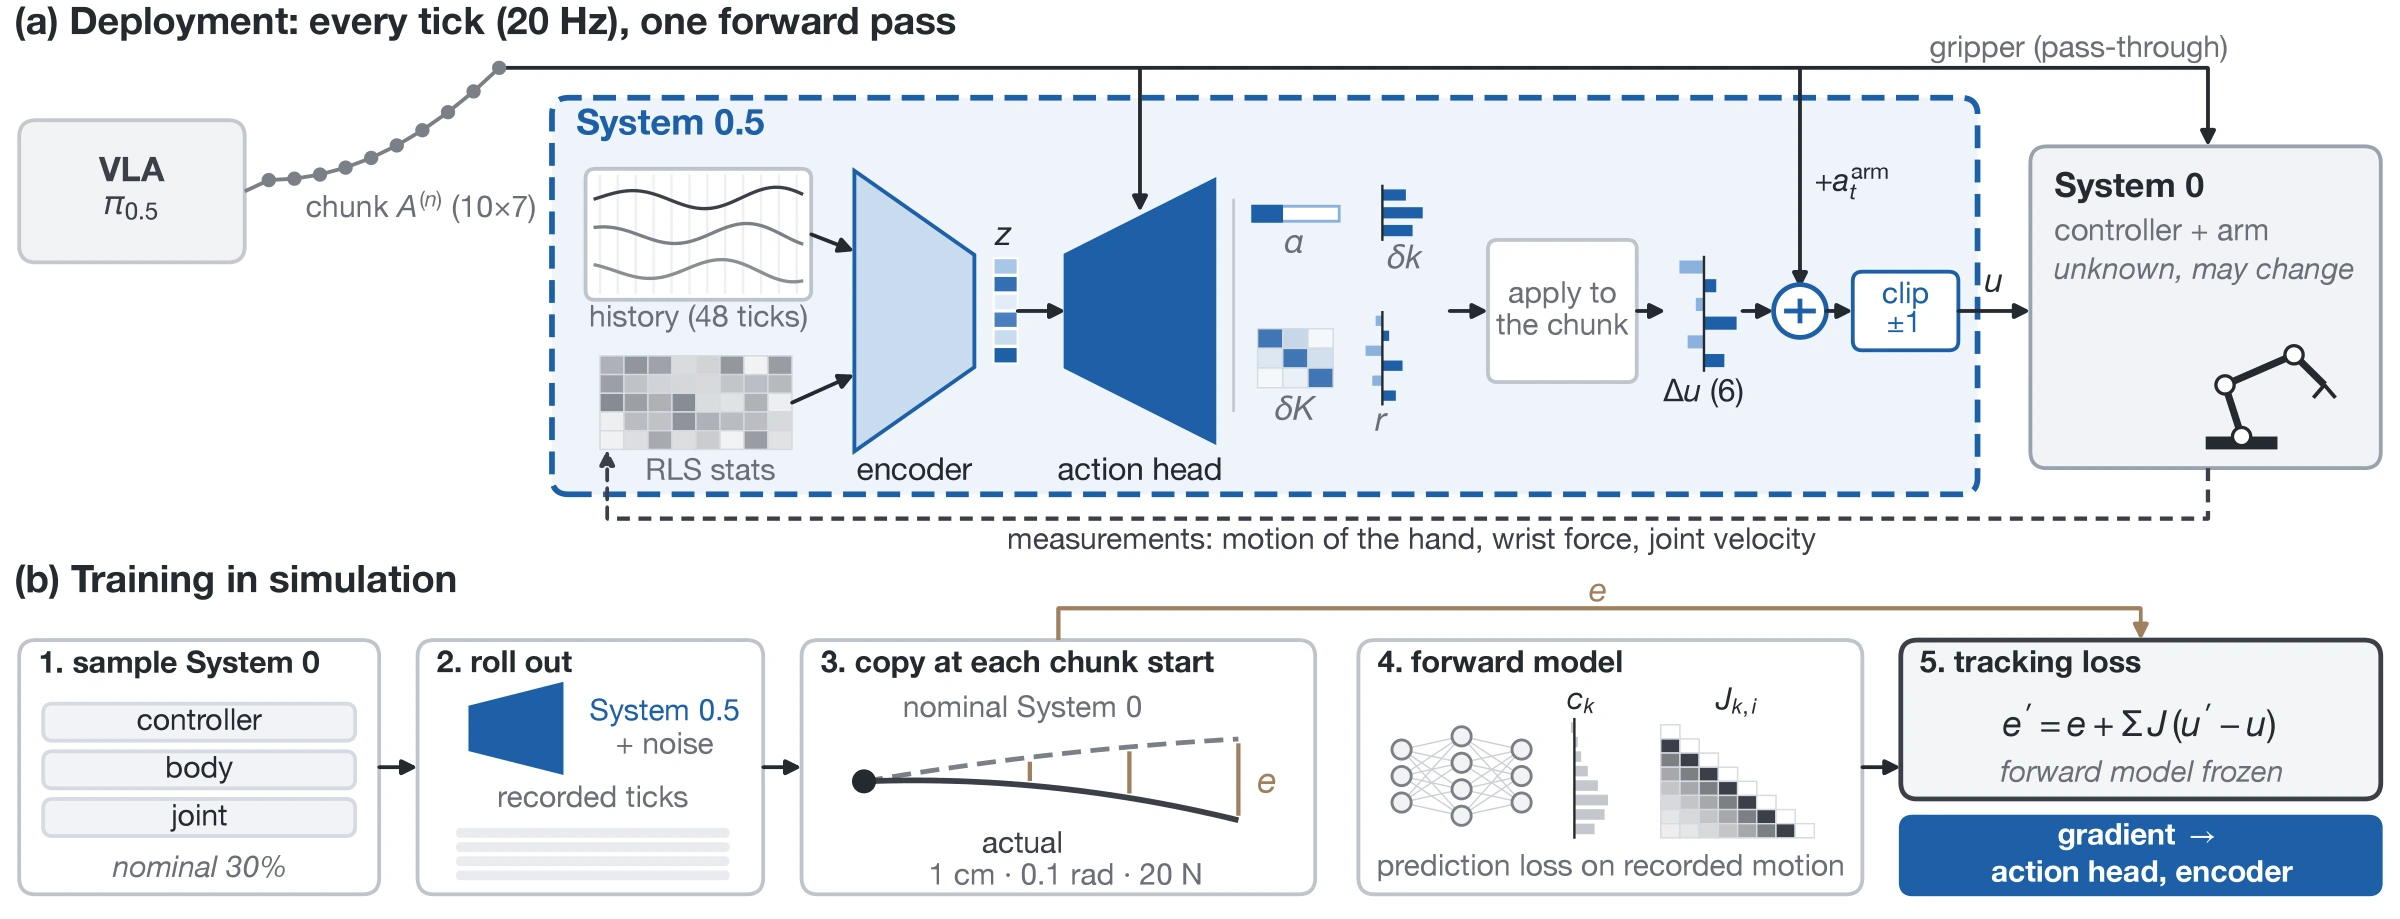 (a) Deployment: every tick (20 Hz), one forward pass
gripper (pass-through)
VLA
π0.5
chunk A⁽ⁿ⁾ (10×7)
System 0.5
history (48 ticks)
RLS stats
encoder
z
action head
a
δk
δK
r
apply to
the chunk
Δu (6)
+aₜᵃʳᵐ
clip
±1
u
System 0
controller + arm
unknown, may change
measurements: motion of the hand, wrist force, joint velocity
(b) Training in simulation
e
1. sample System 0
controller
body
joint
nominal 30%
2. roll out
System 0.5
+ noise
recorded ticks
3. copy at each chunk start
nominal System 0
e
actual
1 cm · 0.1 rad · 20 N
4. forward model
cₖ
Jₖ,ᵢ
prediction loss on recorded motion
5. tracking loss
e′ = e + ΣJ(u′ − u)
forward model frozen
gradient →
action head, encoder